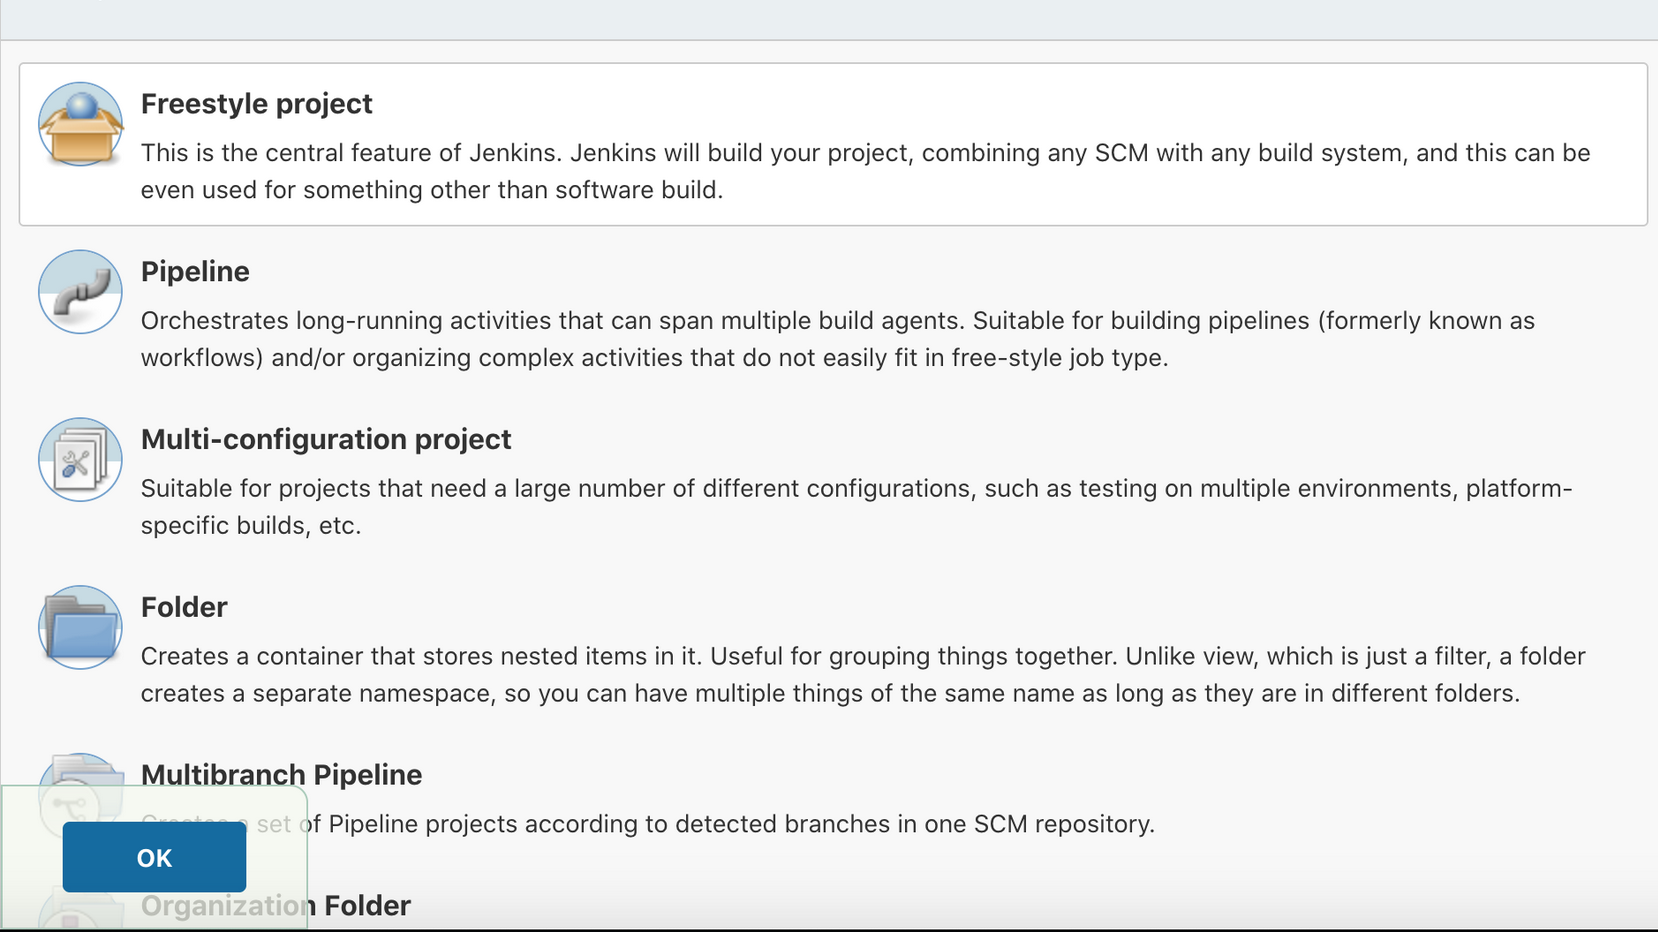 Freestyle project
This is the central feature of Jenkins. Jenkins will build your project, combining any SCM with any build system, and this can be
even used for something other than software build.
Pipeline
Orchestrates long-running activities that can span multiple build agents. Suitable for building pipelines (formerly known as
workflows) and/or organizing complex activities that do not easily fit in free-style job type.
Multi-configuration project
Suitable for projects that need a large number of different configurations, such as testing on multiple environments, platform-
specific builds, etc.
Folder
Creates a container that stores nested items in it. Useful for grouping things together. Unlike view, which is just a filter, a folder
creates a separate namespace, so you can have multiple things of the same name as long as they are in different folders.
Multibranch Pipeline
Creates a set of Pipeline projects according to detected branches in one SCM repository.
OK
Organization Folder